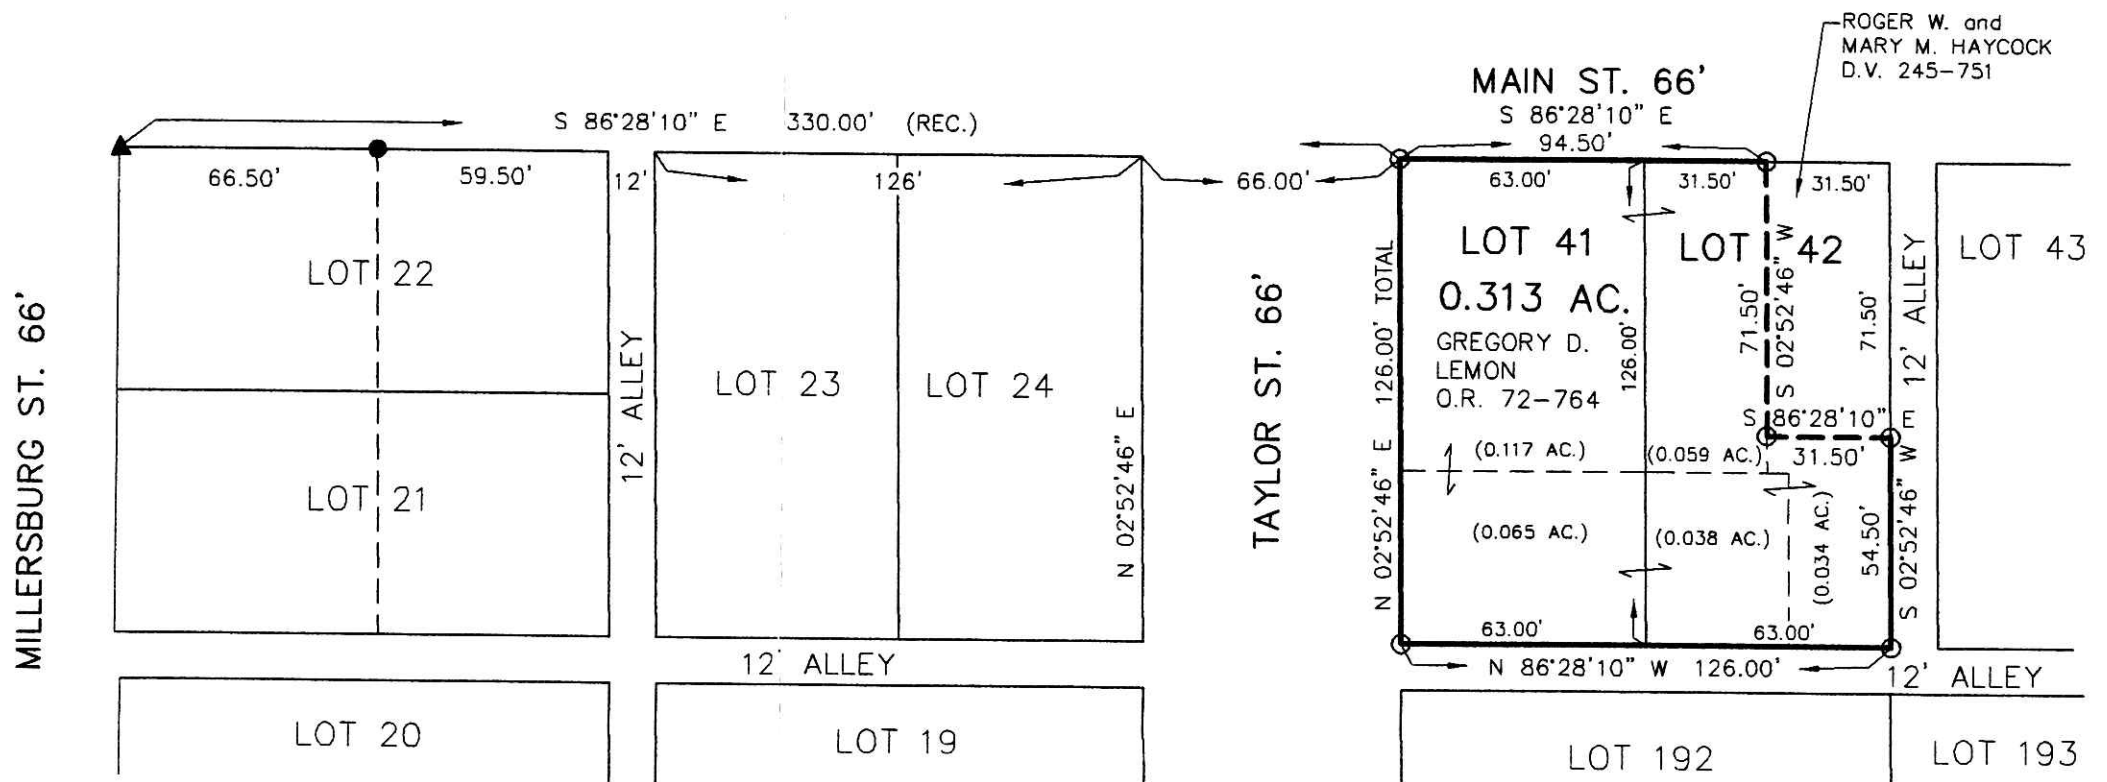 ROGER W. and
MARY M. HAYCOCK
D.V. 245-751
MAIN ST. 66'
S 86°28'10" E
94.50'
S 86°28'10" E 330.00' (REC.)
66.50'
59.50'
12'
126'
66.00'
63.00'
31.50'
31.50'
LOT 22
LOT 21
12' ALLEY
LOT 23
LOT 24
N 02°52'46" E
MILLERSBURG ST. 66'
TAYLOR ST. 66'
N 02°52'46" E 126.00' TOTAL
LOT 41
0.313 AC.
GREGORY D.
LEMON
O.R. 72-764
126.00'
LOT 42
71.50'
S 02°52'46" W
71.50'
12' ALLEY
LOT 43
S 86°28'10" E
31.50'
(0.117 AC.)
(0.059 AC.)
(0.065 AC.)
(0.038 AC.)
(0.034 AC.)
54.50'
S 02°52'46" W
63.00'
63.00'
N 86°28'10" W 126.00'
12' ALLEY
12' ALLEY
LOT 20
LOT 19
LOT 192
LOT 193